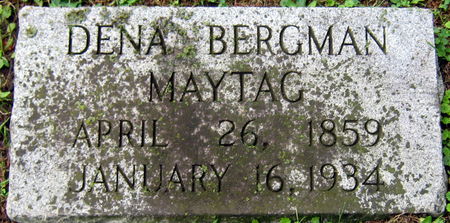 DENA BERGMAN
MAYTAG
APRIL 26, 1859
JANUARY 16, 1934